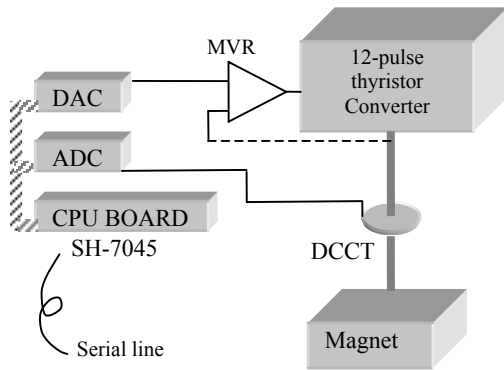 MVR
12-pulse
thyristor
Converter
DAC
ADC
CPU BOARD
SH-7045
DCCT
Magnet
Serial line